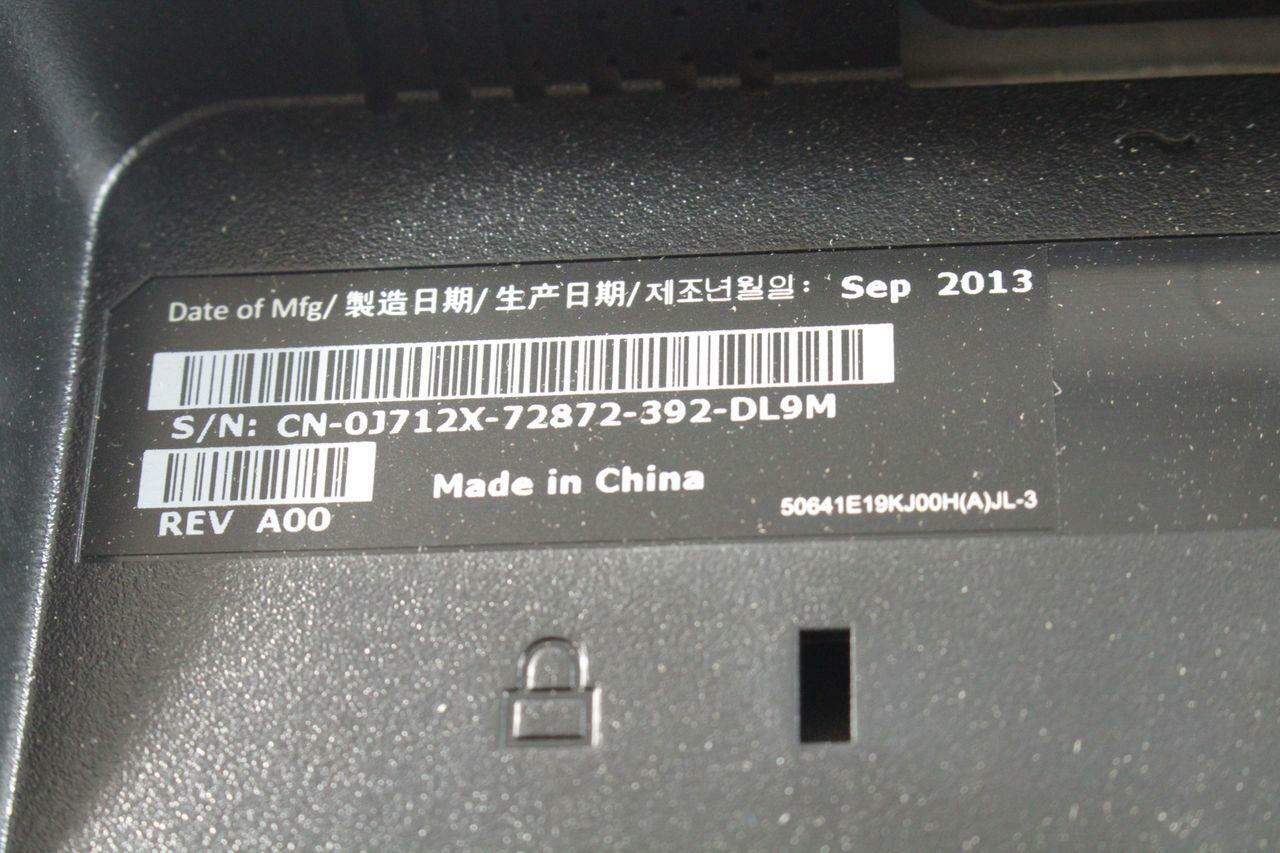 Date of Mfg/ 製造日期/ 生产日期/ 제조년월일: Sep 2013
S/N: CN-0J712X-72872-392-DL9M
REV A00
Made in China
50641E19KJ00H(A)JL-3